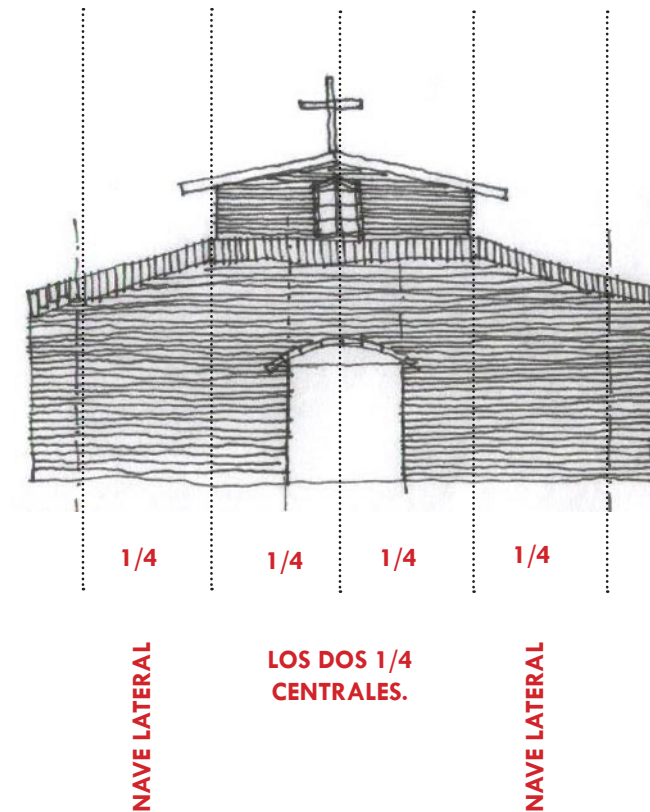 1/4
1/4
1/4
1/4
NAVE LATERAL
LOS DOS 1/4
CENTRALES.
NAVE LATERAL